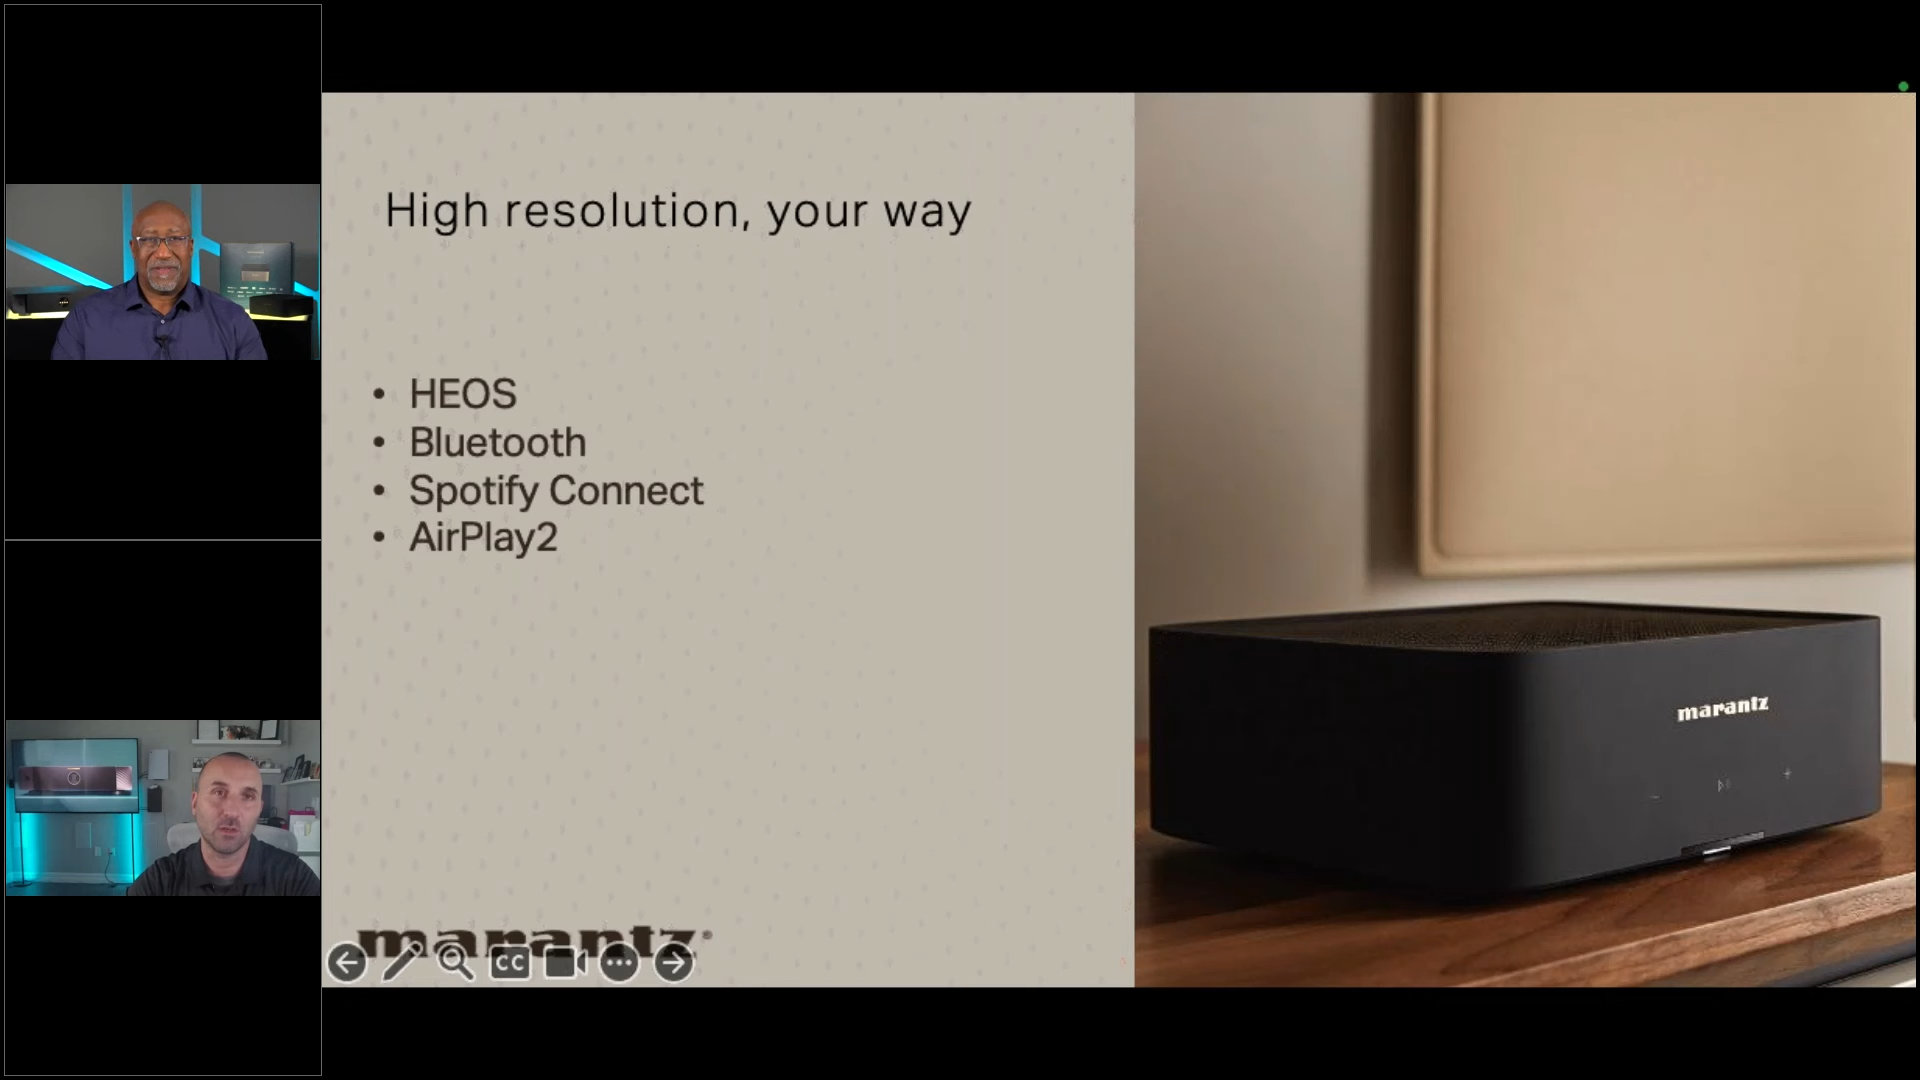 High resolution, your way
• HEOS
• Bluetooth
• Spotify Connect
• AirPlay2
marantz
marantz®
CC